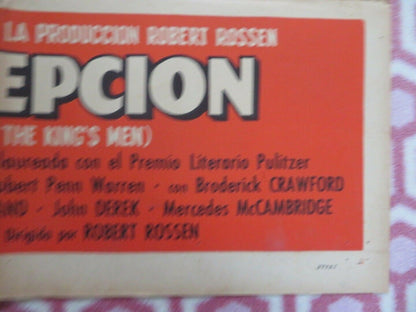 LA PRODUCCION ROBERT ROSSEN
EPCION
THE KING'S MEN)
laureada con el Premio Literario Pulitzer
obert Penn Warren - con Broderick CRAWFORD
AND - John DEREK - Mercedes McCAMBRIDGE
Dirigido por ROBERT ROSSEN